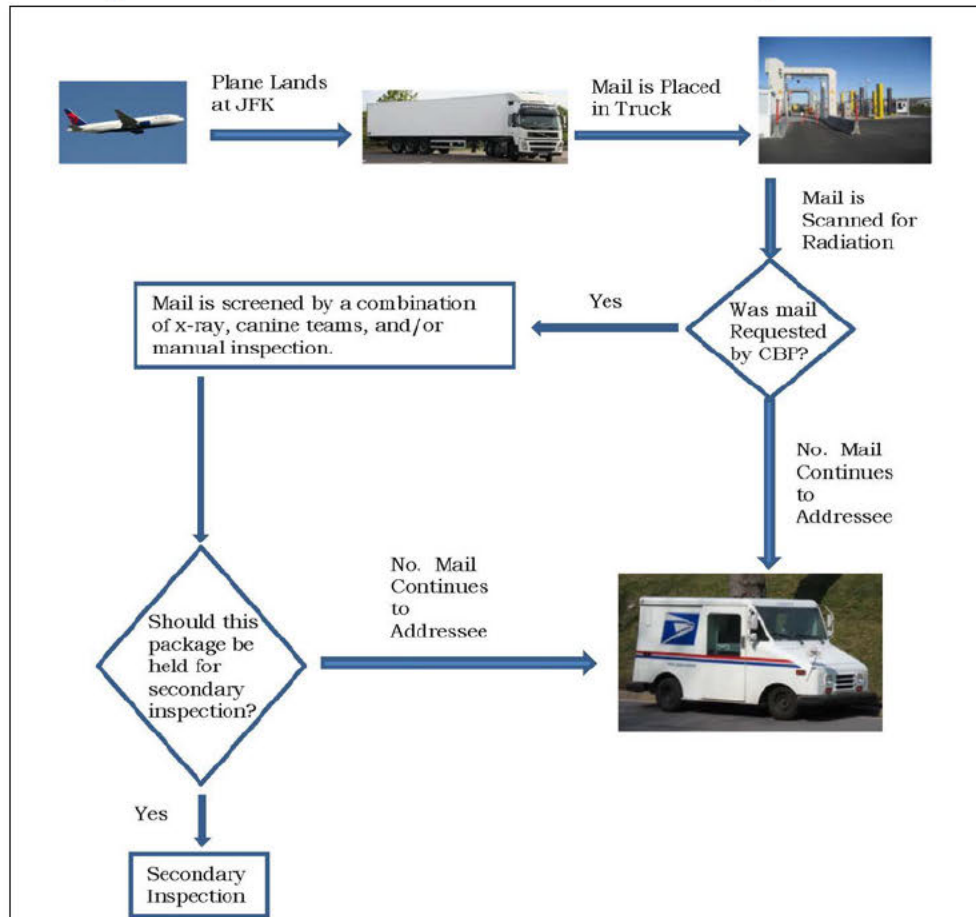 Plane Lands
at JFK
Mail is Placed
in Truck
Mail is
Scanned for
Radiation
Was mail
Requested
by CBP?
Yes
Mail is screened by a combination
of x-ray, canine teams, and/or
manual inspection.
No. Mail
Continues
to
Addressee
Should this
package be
held for
secondary
inspection?
No. Mail
Continues
to
Addressee
Yes
Secondary
Inspection